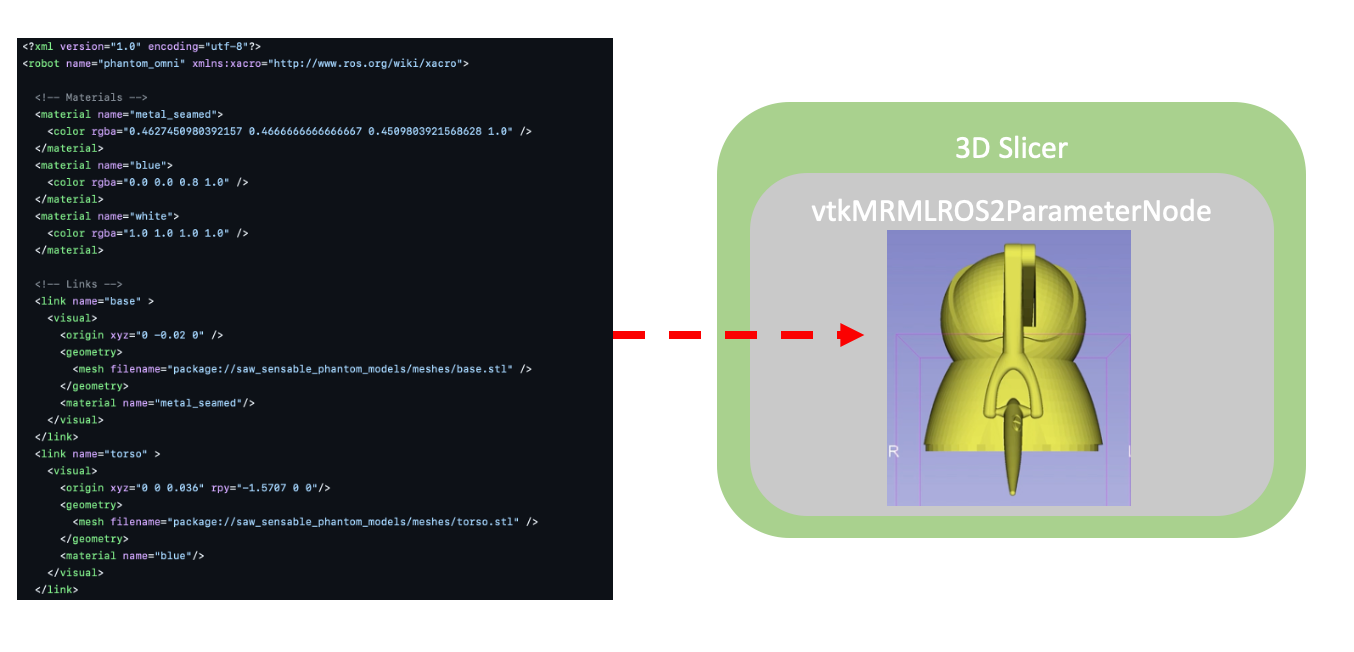 <?xml version="1.0" encoding="utf-8"?>
<robot name="phantom_omni" xmlns:xacro="http://www.ros.org/wiki/xacro">
<!-- Materials -->
<material name="metal_seamed">
<color rgba="0.4627450980392157 0.4666666666666667 0.4509803921568628 1.0" />
</material>
<material name="blue">
<color rgba="0.0 0.0 0.8 1.0" />
</material>
<material name="white">
<color rgba="1.0 1.0 1.0 1.0" />
</material>
<!-- Links -->
<link name="base" >
<visual>
<origin xyz="0 -0.02 0" />
<geometry>
<mesh filename="package://saw_sensable_phantom_models/meshes/base.stl" />
</geometry>
<material name="metal_seamed"/>
</visual>
</link>
<link name="torso" >
<visual>
<origin xyz="0 0 0.036" rpy="-1.5707 0 0"/>
<geometry>
<mesh filename="package://saw_sensable_phantom_models/meshes/torso.stl" />
</geometry>
<material name="blue"/>
</visual>
</link>
3D Slicer
vtkMRMLROS2ParameterNode
R